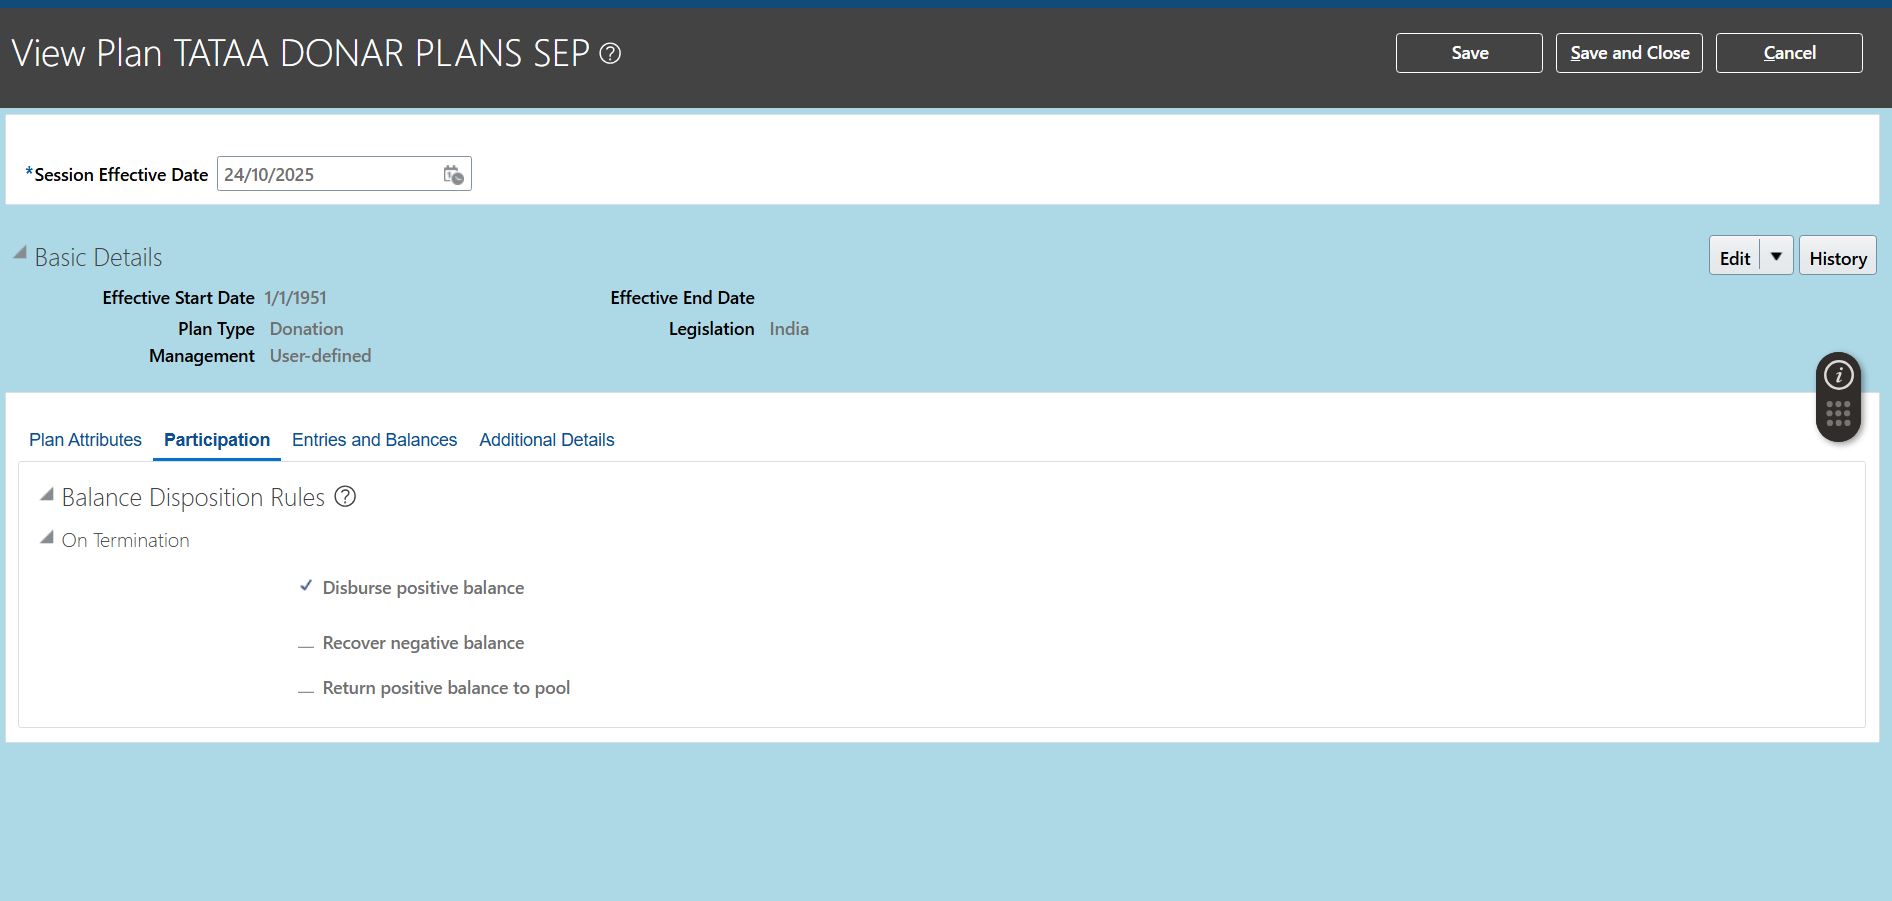 View Plan TATAA DONAR PLANS SEP ?
Save
Save and Close
Cancel
*Session Effective Date 24/10/2025
Basic Details
Edit
History
Effective Start Date 1/1/1951
Effective End Date
Plan Type Donation
Legislation India
Management User-defined
i
Plan Attributes
Participation
Entries and Balances
Additional Details
Balance Disposition Rules ?
On Termination
Disburse positive balance
Recover negative balance
Return positive balance to pool